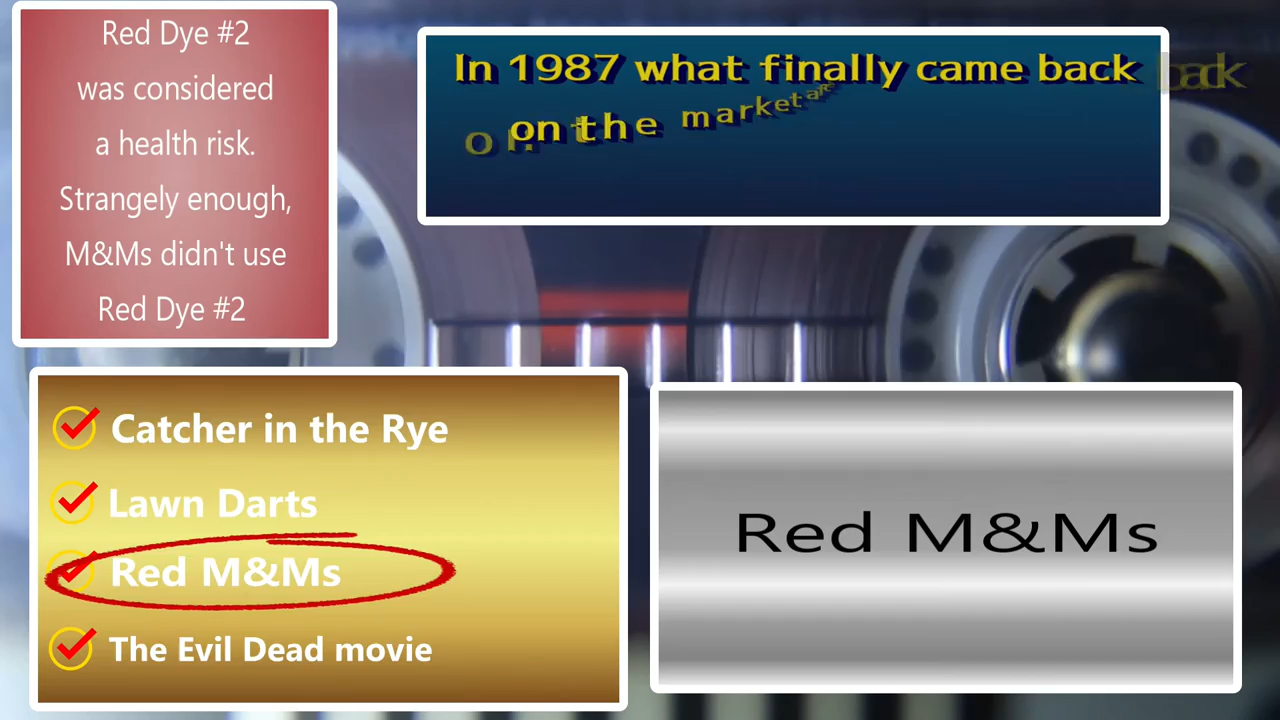 Red Dye #2
was considered
a health risk.
Strangely enough,
M&Ms didn't use
Red Dye #2
In 1987 what finally came back back
on the market
Catcher in the Rye
Lawn Darts
Red M&Ms
The Evil Dead movie
Red M&Ms